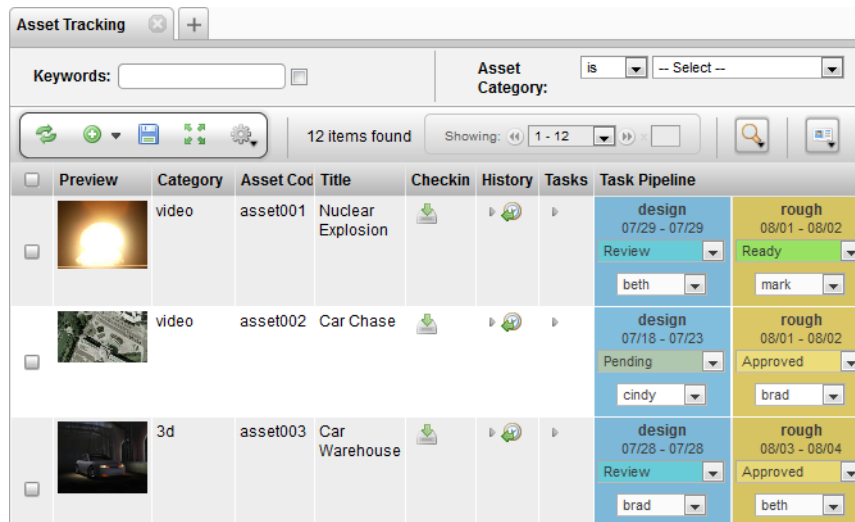 Asset Tracking
Keywords:
Asset Category:
is
-- Select --
12 items found
Showing:
1 - 12
x
Preview Category Asset Cod Title Checkin History Tasks Task Pipeline
video asset001 Nuclear Explosion
design
07/29 - 07/29
Review
beth
rough
08/01 - 08/02
Ready
mark
video asset002 Car Chase
design
07/18 - 07/23
Pending
cindy
rough
08/01 - 08/02
Approved
brad
3d asset003 Car Warehouse
design
07/28 - 07/28
Review
brad
rough
08/03 - 08/04
Approved
beth